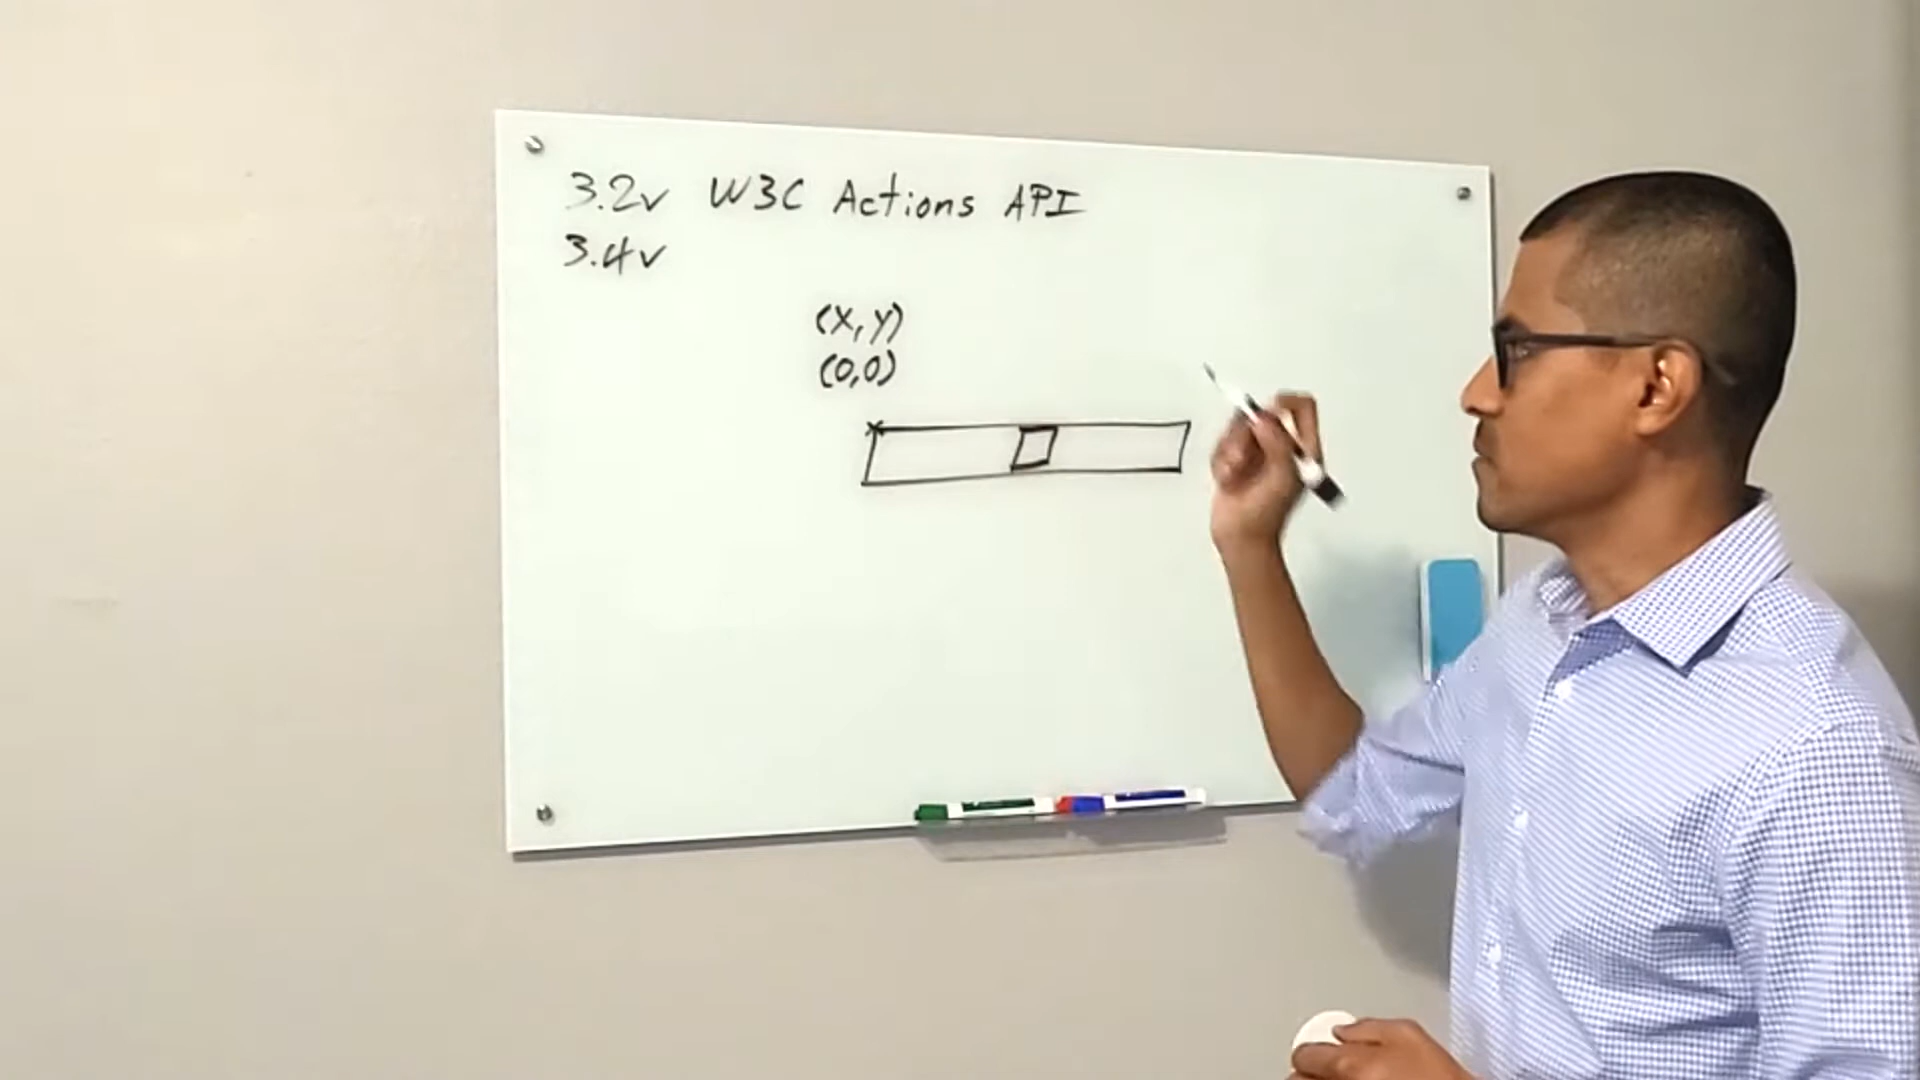 3.2v W3C Actions API
3.4v
(X, Y)
(0,0)